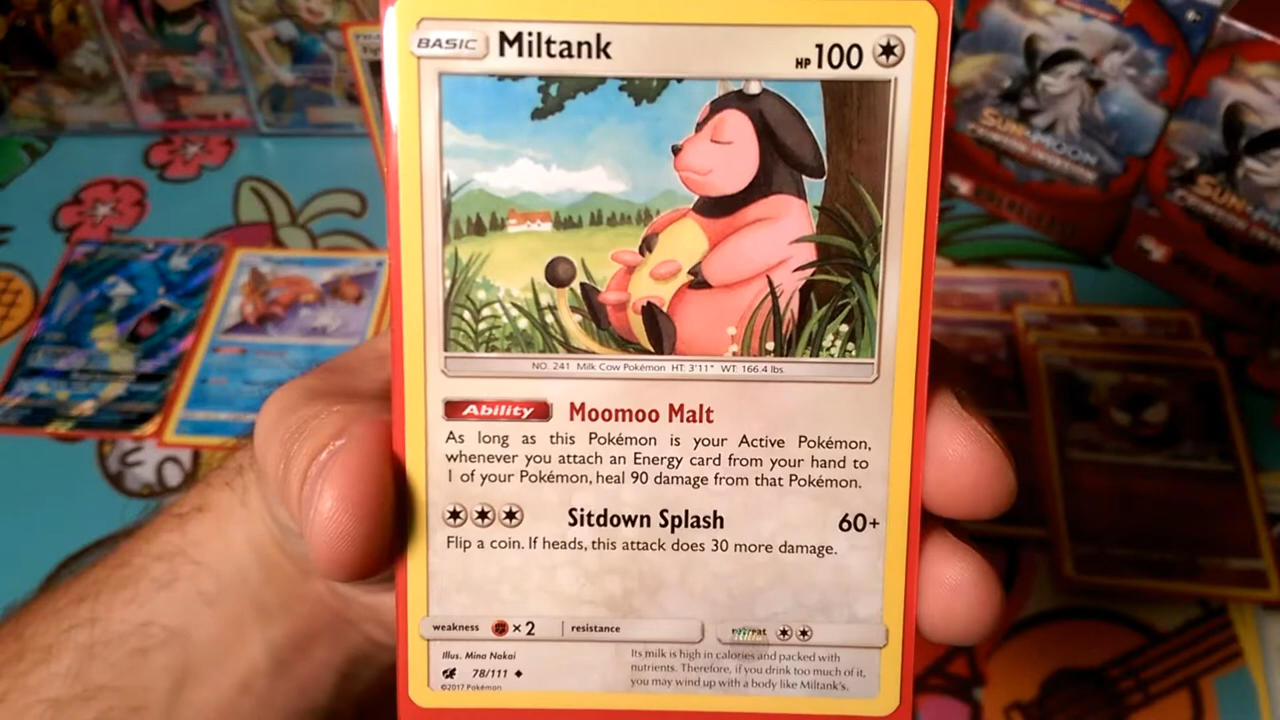 BASIC Miltank HP 100
NO. 241 Milk Cow Pokémon HT: 3'11" WT: 166.4 lbs.
Ability Moomoo Malt
As long as this Pokémon is your Active Pokémon,
whenever you attach an Energy card from your hand to
1 of your Pokémon, heal 90 damage from that Pokémon.
Sitdown Splash 60+
Flip a coin. If heads, this attack does 30 more damage.
weakness ×2 resistance retreat
Illus. Mina Nakai
78/111
©2017 Pokémon
Its milk is high in calories and packed with
nutrients. Therefore, if you drink too much of it,
you may wind up with a body like Miltank's.
SUN & MOON
SUN &